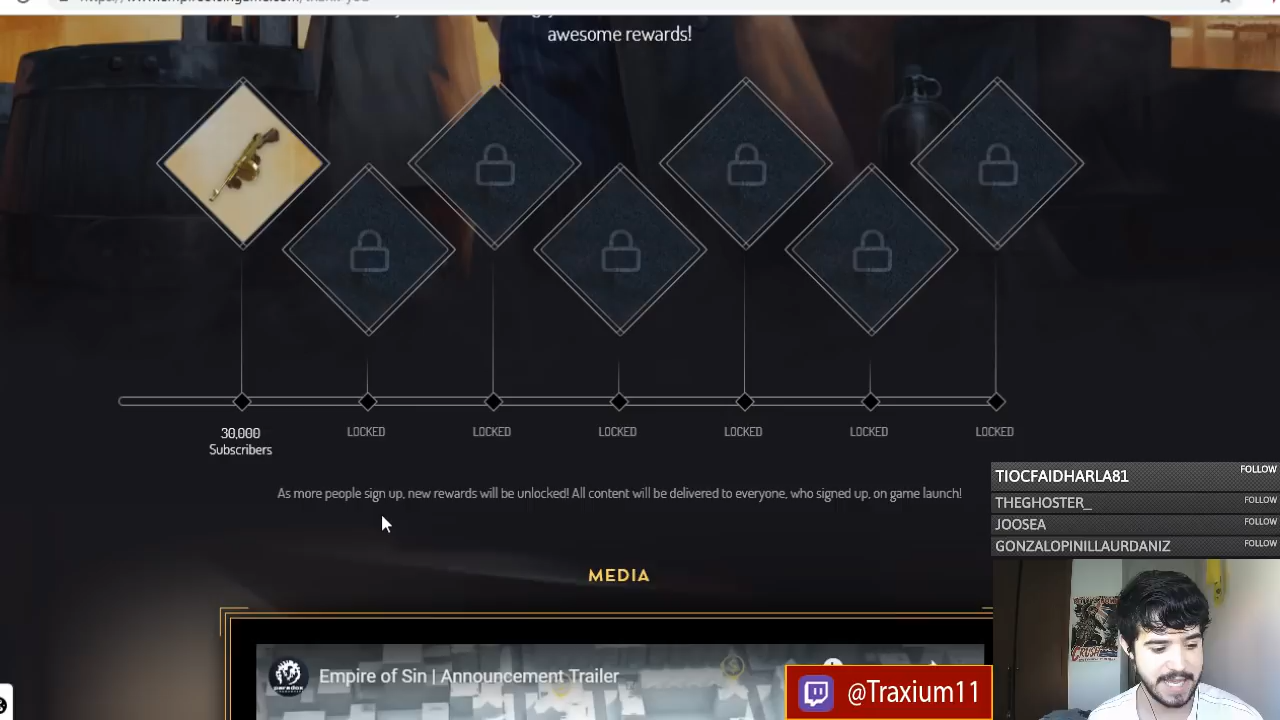 awesome rewards!
30,000
Subscribers
LOCKED
LOCKED
LOCKED
LOCKED
LOCKED
LOCKED
As more people sign up, new rewards will be unlocked! All content will be delivered to everyone, who signed up, on game launch!
TIOCFAIDHARLA81 FOLLOW
THEGHOSTER_ FOLLOW
JOOSEA FOLLOW
GONZALOPINILLAURDANIZ FOLLOW
MEDIA
Empire of Sin | Announcement Trailer
paradox
@Traxium11